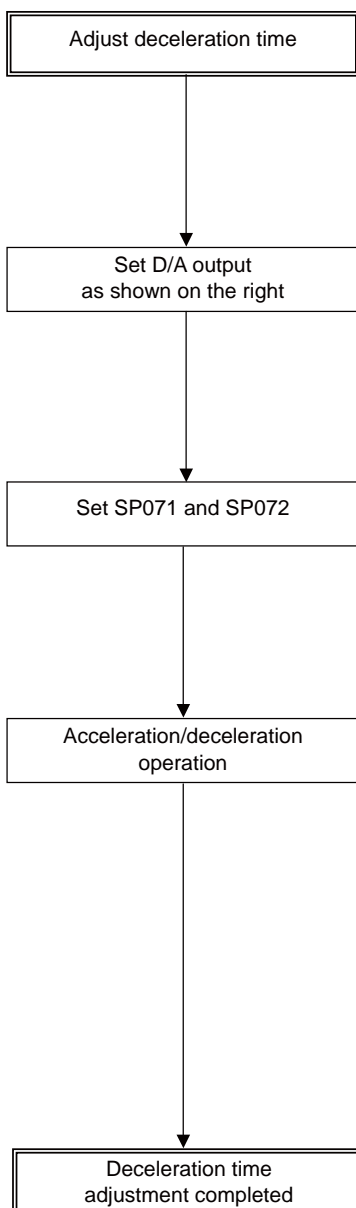 Adjust deceleration time
Set D/A output
as shown on the right
Set SP071 and SP072
Acceleration/deceleration
operation
Deceleration time
adjustment completed